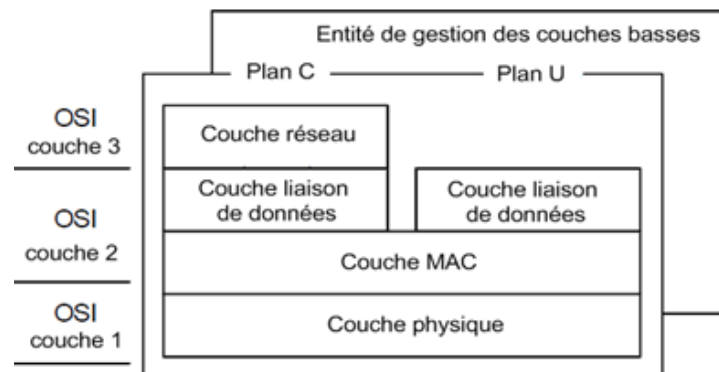 Entité de gestion des couches basses
Plan C
Plan U
OSI
couche 3
Couche réseau
Couche liaison
de données
Couche liaison
de données
OSI
couche 2
Couche MAC
OSI
couche 1
Couche physique